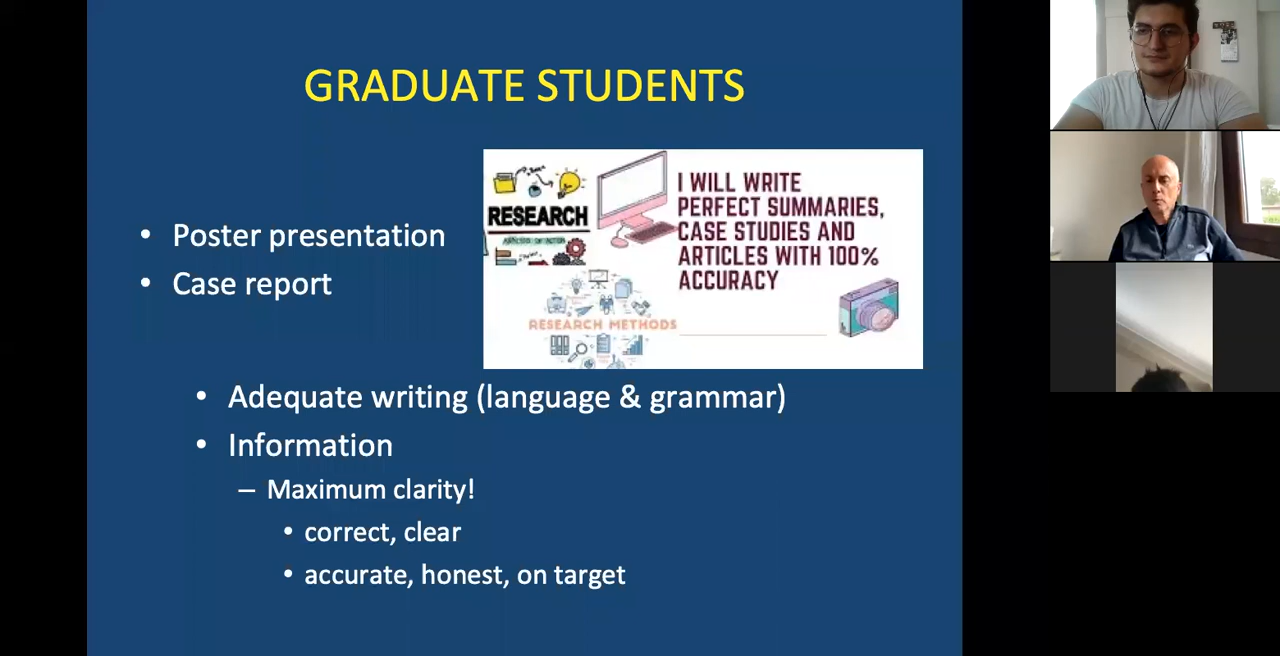 GRADUATE STUDENTS
• Poster presentation
• Case report
RESEARCH
I WILL WRITE
PERFECT SUMMARIES,
CASE STUDIES AND
ARTICLES WITH 100%
ACCURACY
RESEARCH METHODS
• Adequate writing (language & grammar)
• Information
– Maximum clarity!
• correct, clear
• accurate, honest, on target